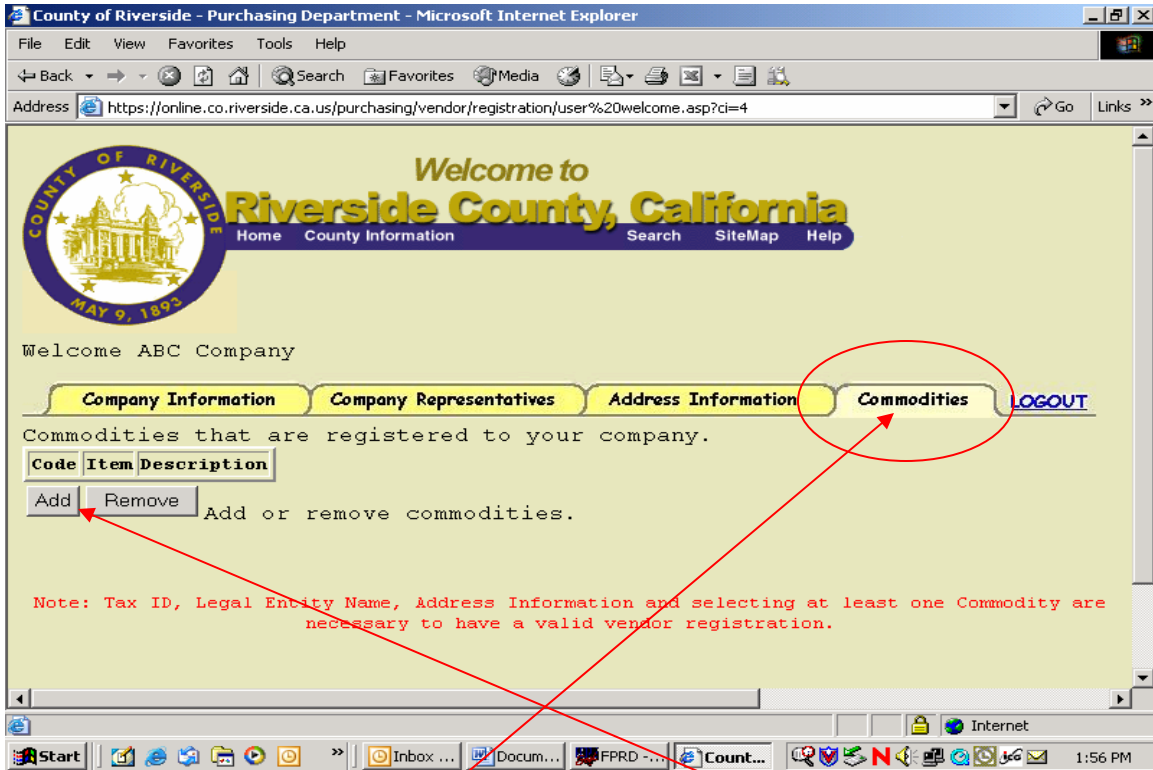 County of Riverside - Purchasing Department - Microsoft Internet Explorer
File Edit View Favorites Tools Help
Back Search Favorites Media
Address https://online.co.riverside.ca.us/purchasing/vendor/registration/user%20welcome.asp?ci=4 Go Links »
COUNTY OF RIVERSIDE
MAY 9, 1893
Welcome to
Riverside County, California
Home County Information Search SiteMap Help
Welcome ABC Company
Company Information Company Representatives Address Information Commodities LOGOUT
Commodities that are registered to your company.
Code Item Description
Add Remove Add or remove commodities.
Note: Tax ID, Legal Entity Name, Address Information and selecting at least one Commodity are
necessary to have a valid vendor registration.
Internet
Start » Inbox ... Docum... FPRD -... Count... N 1:56 PM